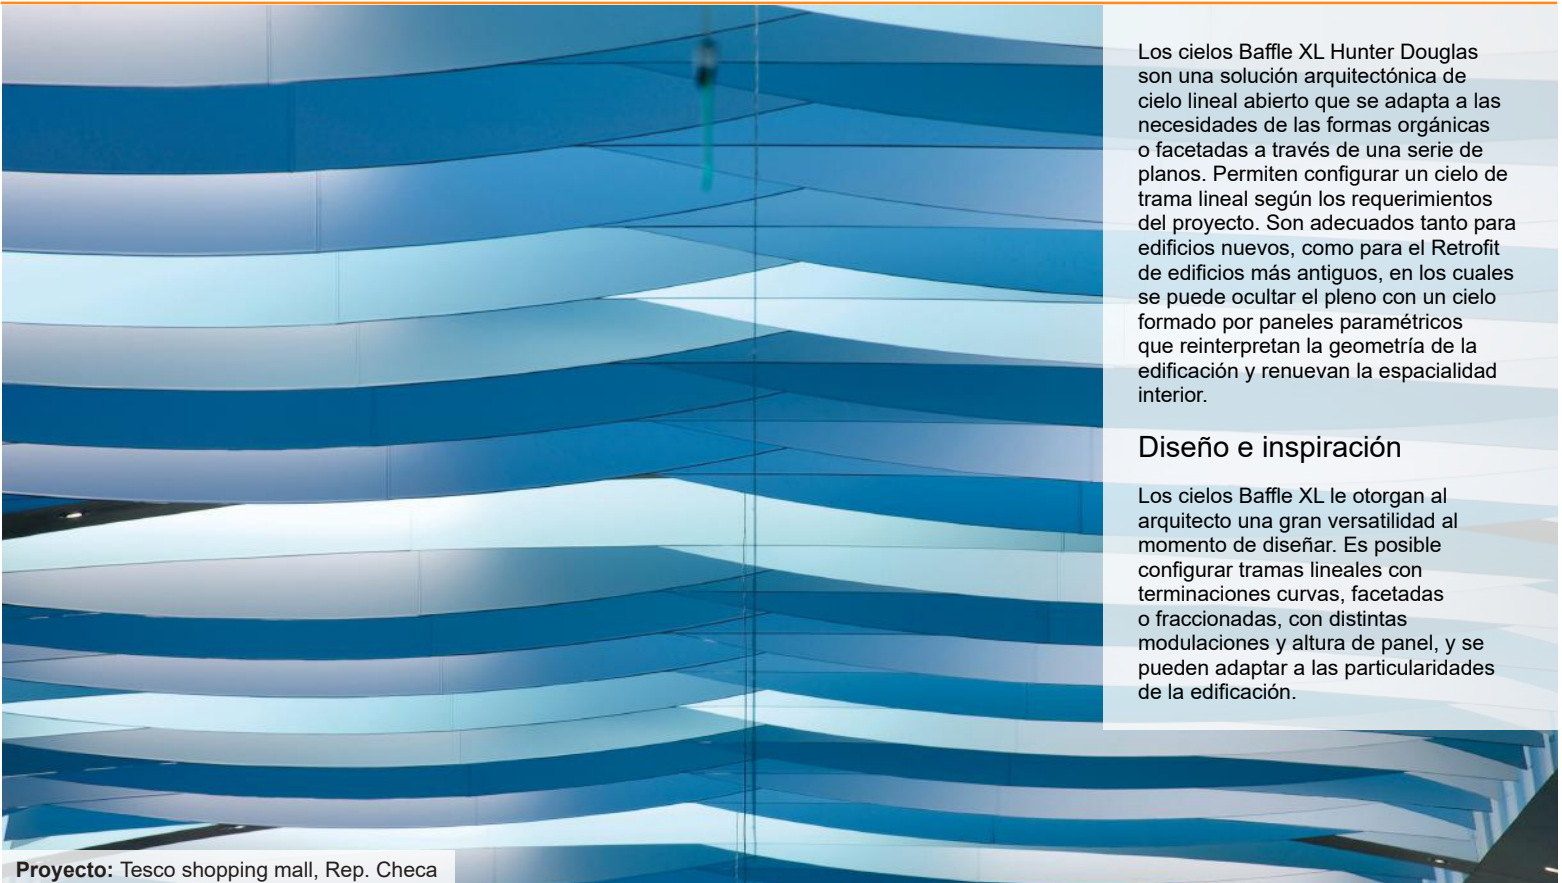 Los cielos Baffle XL Hunter Douglas
son una solución arquitectónica de
cielo lineal abierto que se adapta a las
necesidades de las formas orgánicas
o facetadas a través de una serie de
planos. Permiten configurar un cielo de
trama lineal según los requerimientos
del proyecto. Son adecuados tanto para
edificios nuevos, como para el Retrofit
de edificios más antiguos, en los cuales
se puede ocultar el pleno con un cielo
formado por paneles paramétricos
que reinterpretan la geometría de la
edificación y renuevan la espacialidad
interior.
Diseño e inspiración
Los cielos Baffle XL le otorgan al
arquitecto una gran versatilidad al
momento de diseñar. Es posible
configurar tramas lineales con
terminaciones curvas, facetadas
o fraccionadas, con distintas
modulaciones y altura de panel, y se
pueden adaptar a las particularidades
de la edificación.
Proyecto: Tesco shopping mall, Rep. Checa